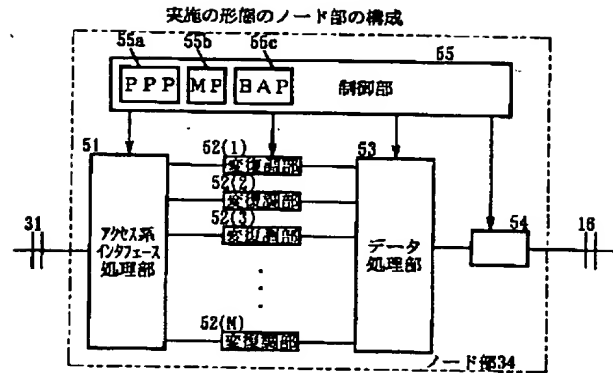 実施の形態のノード部の構成
55a
55b
55c
55
PPP
MP
BAP
制御部
51
52(1)
変復調部
53
52(2)
変復調部
31
52(3)
変復調部
54
16
アクセス系
インタフェース
処理部
データ
処理部
52(M)
変復調部
ノード部34